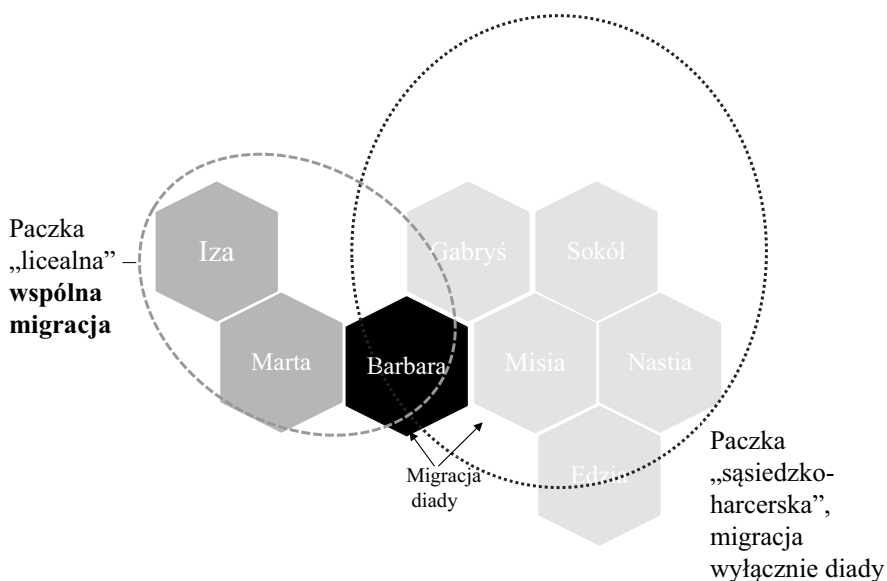 Paczka
„licealna” –
wspólna
migracja
Iza
Gabryś
Sokół
Marta
Barbara
Misia
Nastia
Edzia
Migracja
diady
Paczka
„sąsiedzko-
harcerska”,
migracja
wyłącznie diady